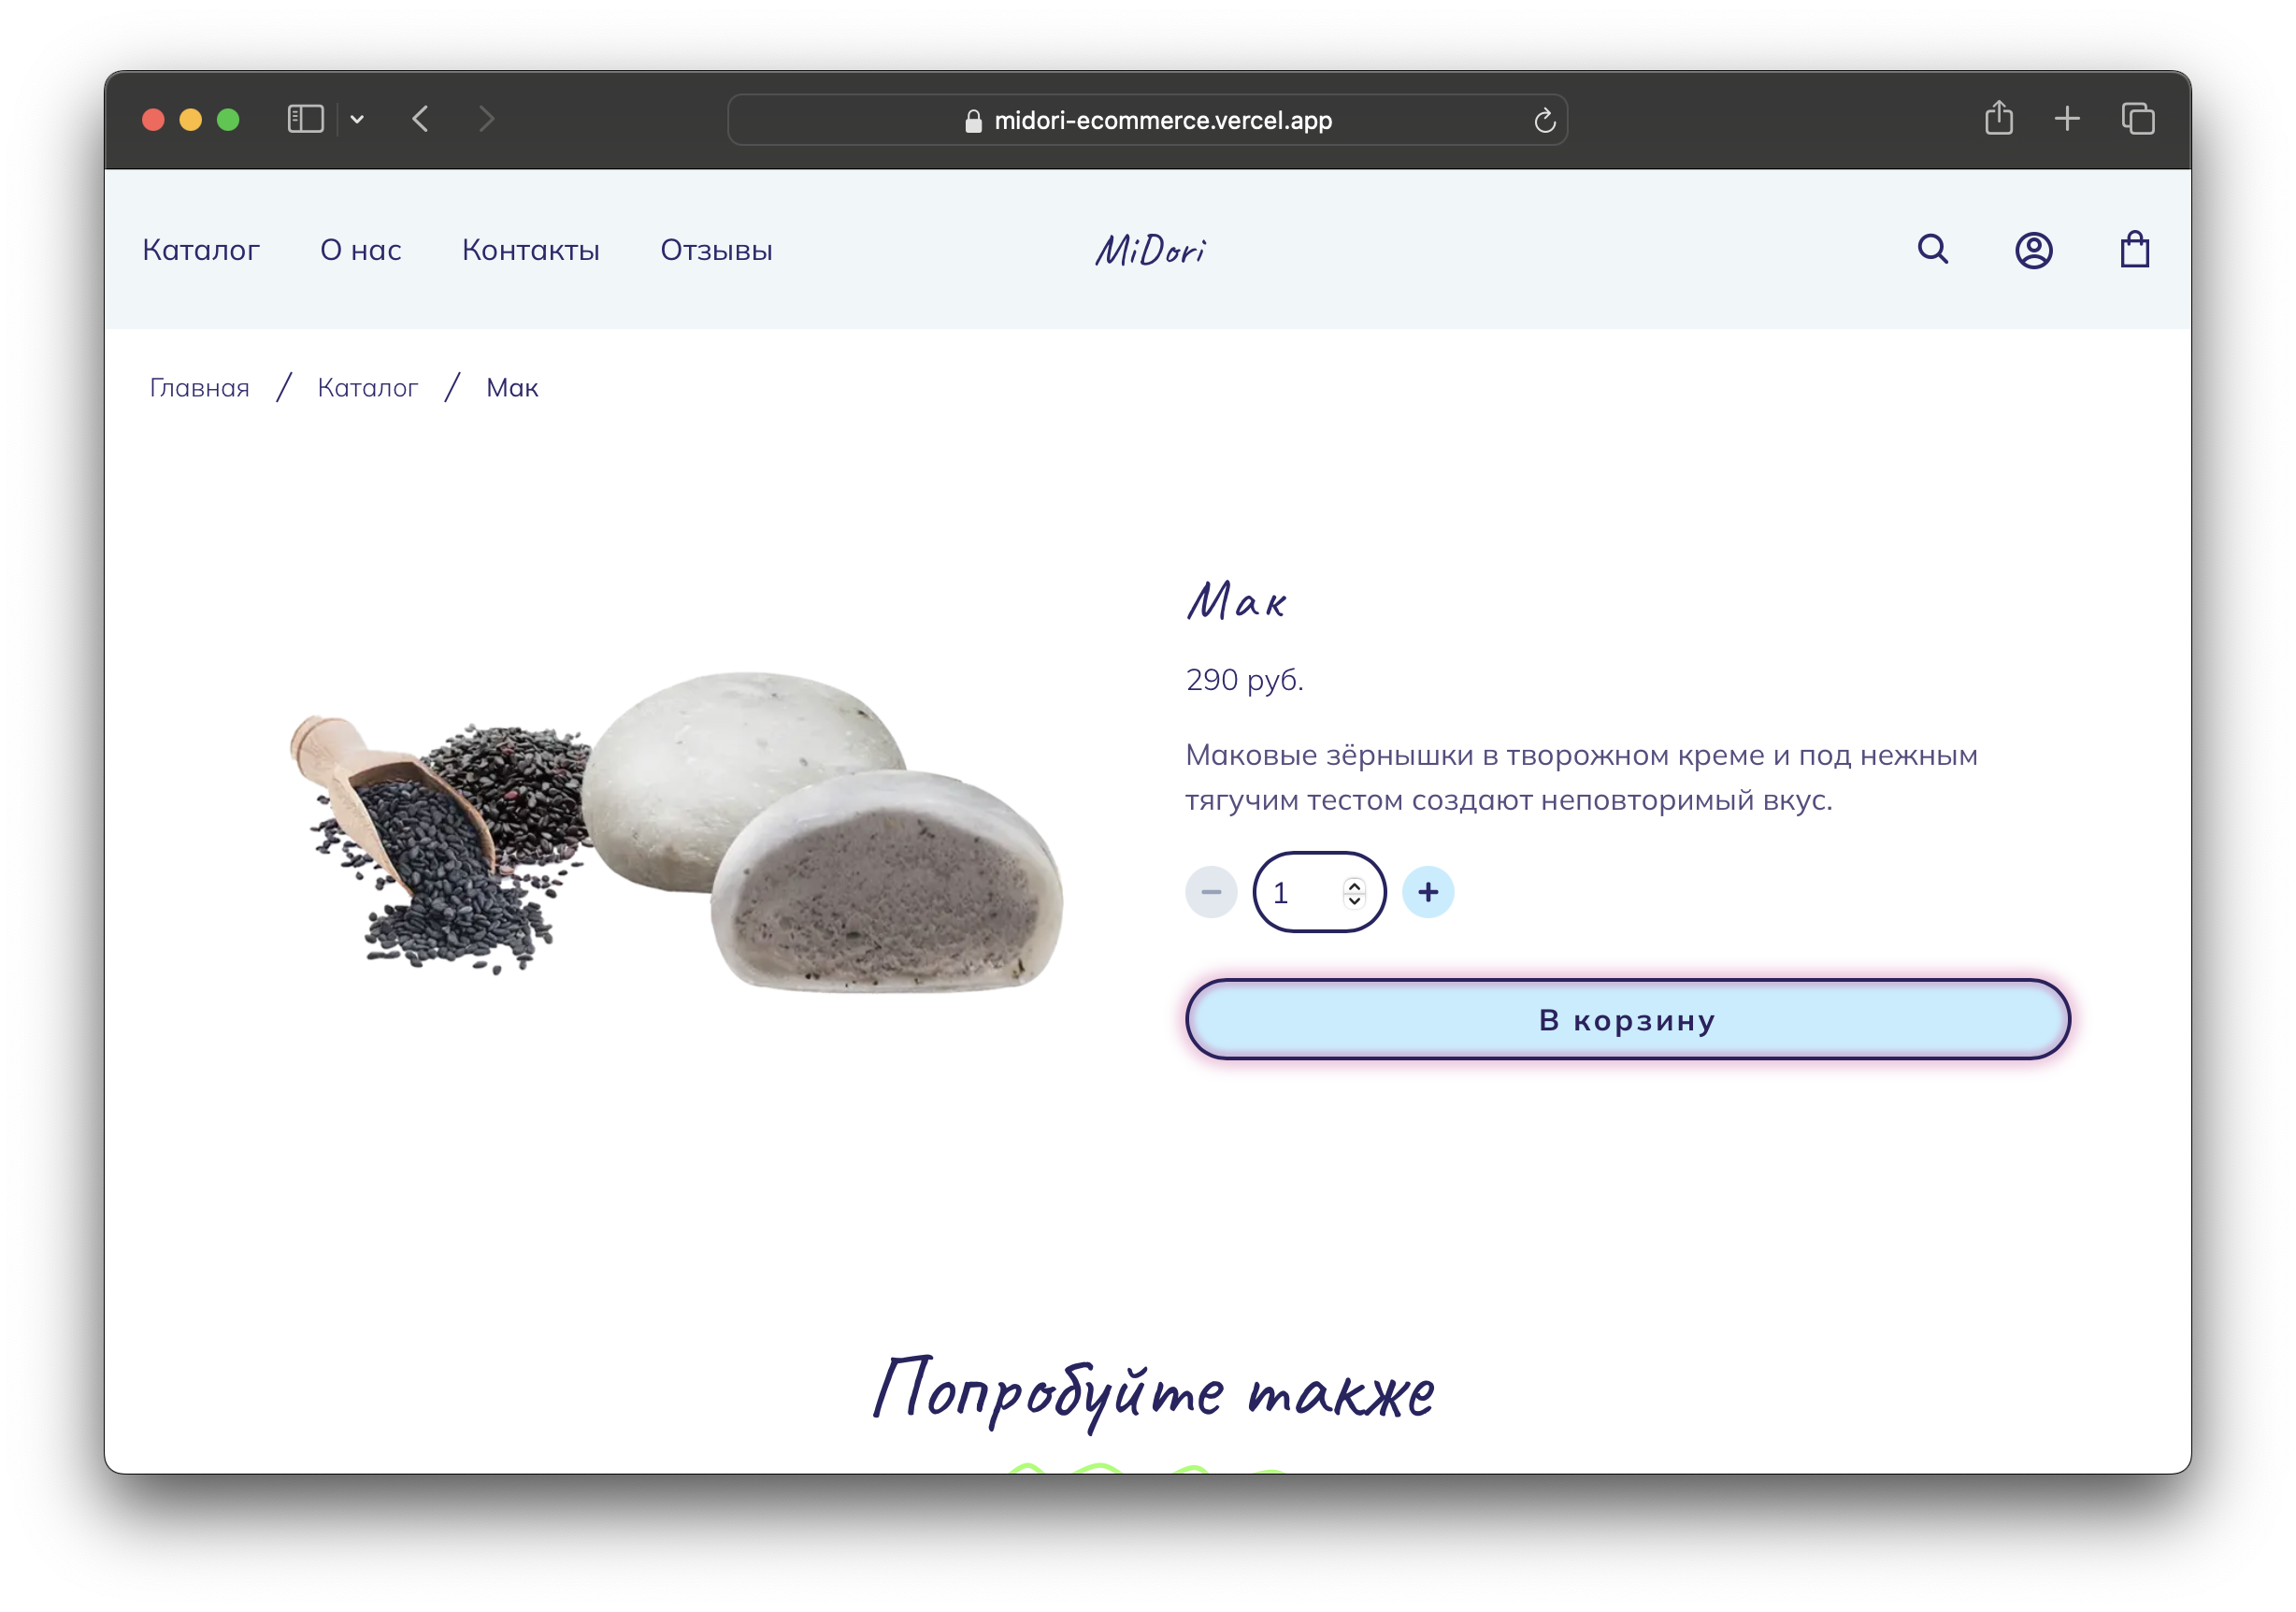 midori-ecommerce.vercel.app
Каталог О нас Контакты Отзывы MiDori
Главная / Каталог / Мак
Мак
290 руб.
Маковые зёрнышки в творожном креме и под нежным
тягучим тестом создают неповторимый вкус.
1
В корзину
Попробуйте также